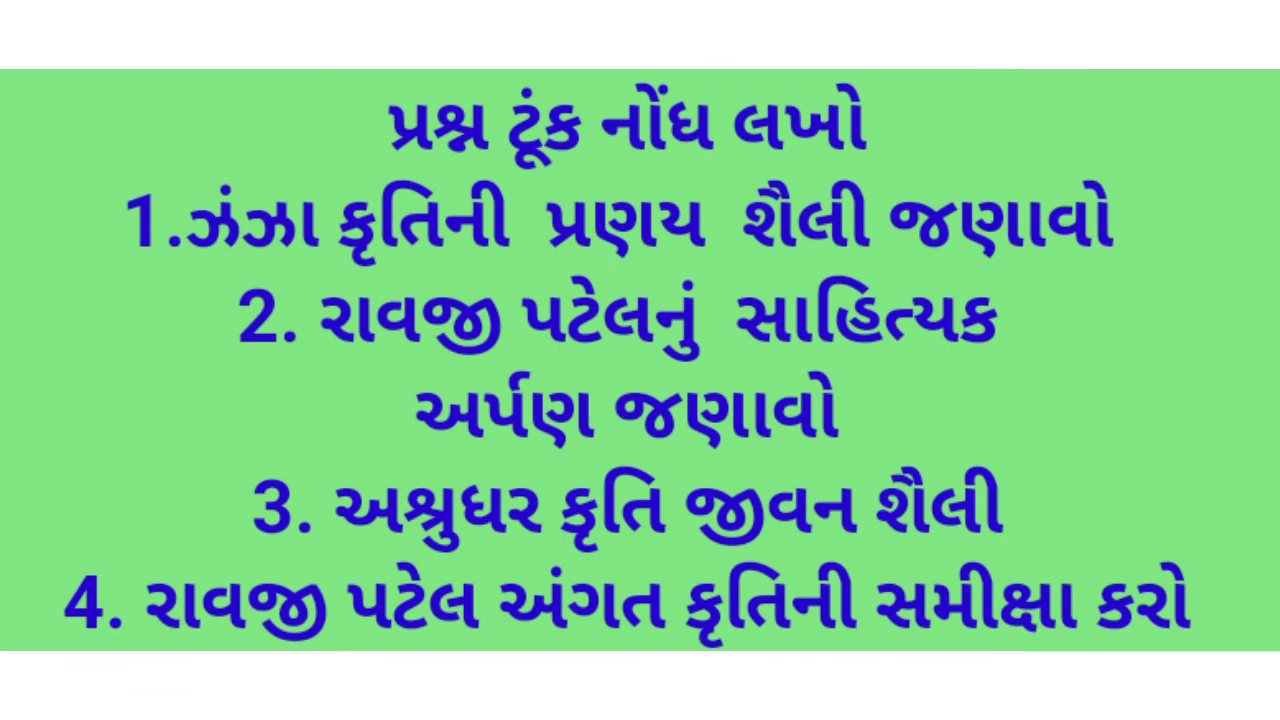 પ્રશ્ન ટૂંક નોંધ લખો
1.ઝંઝા કૃતિની પ્રણય શૈલી જણાવો
2. રાવજી પટેલનું સાહિત્યક
અર્પણ જણાવો
3. અશ્રુધર કૃતિ જીવન શૈલી
4. રાવજી પટેલ અંગત કૃતિની સમીક્ષા કરો